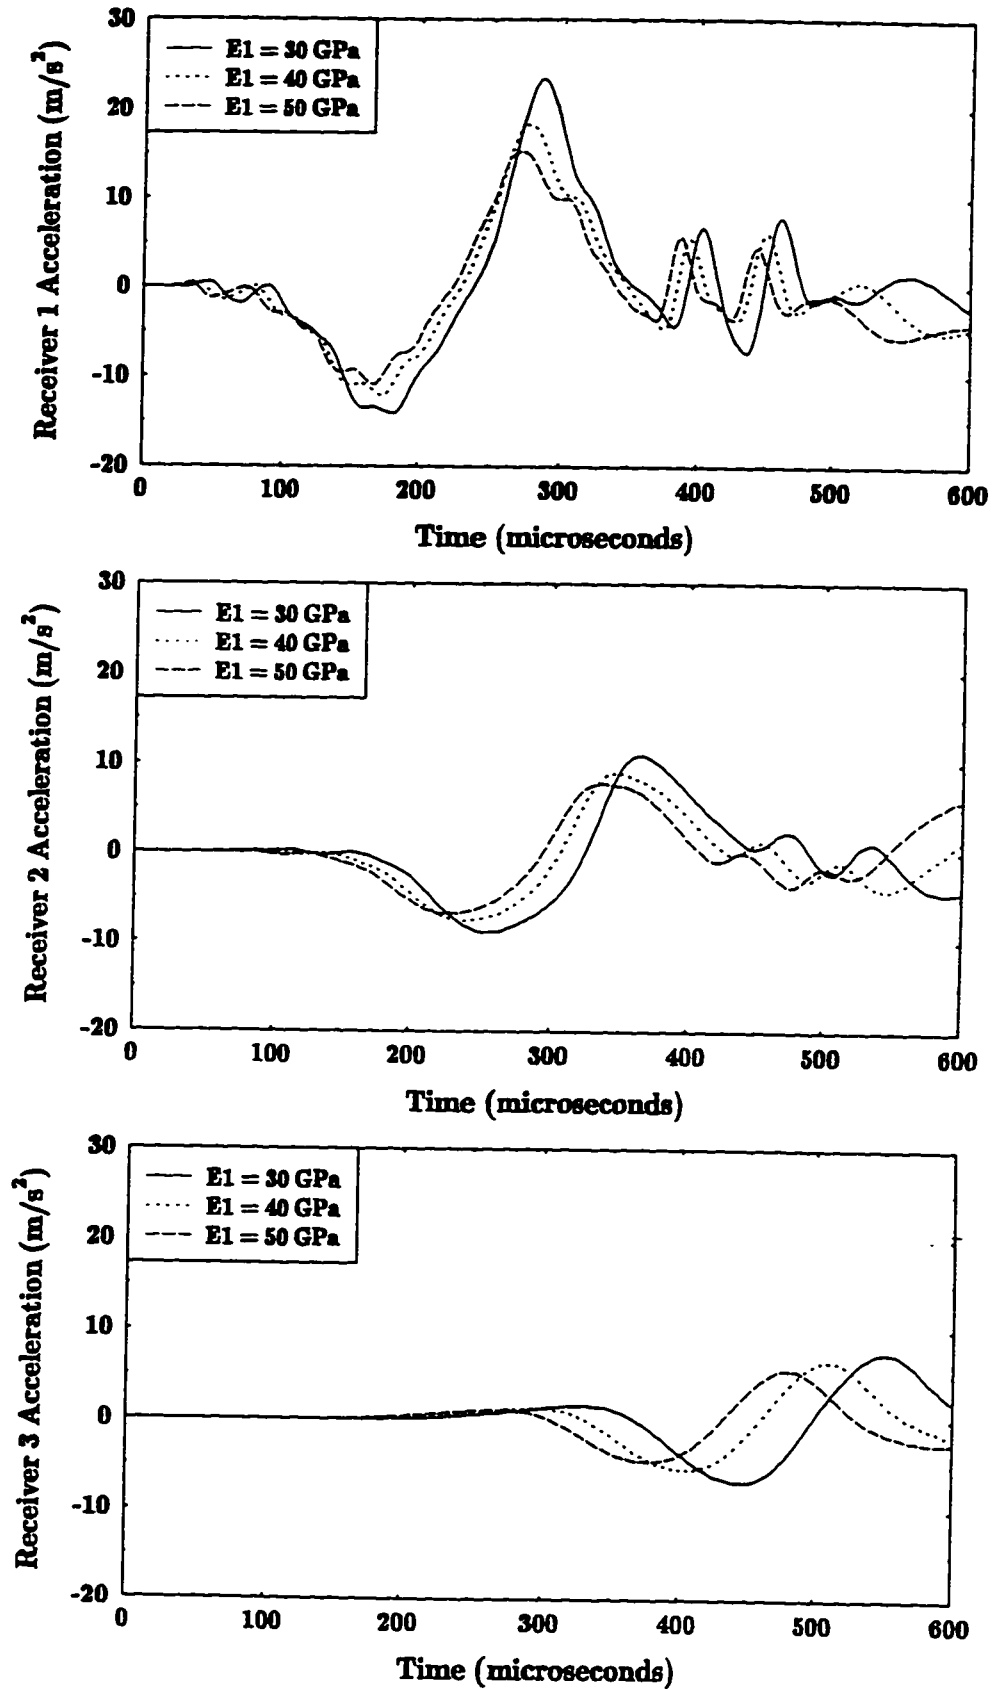 30
20
10
0
-10
-20
Receiver 1 Acceleration (m/s²)
E1 = 30 GPa
E1 = 40 GPa
E1 = 50 GPa
0 100 200 300 400 500 600
Time (microseconds)
30
20
10
0
-10
-20
Receiver 2 Acceleration (m/s²)
E1 = 30 GPa
E1 = 40 GPa
E1 = 50 GPa
0 100 200 300 400 500 600
Time (microseconds)
30
20
10
0
-10
-20
Receiver 3 Acceleration (m/s²)
E1 = 30 GPa
E1 = 40 GPa
E1 = 50 GPa
0 100 200 300 400 500 600
Time (microseconds)